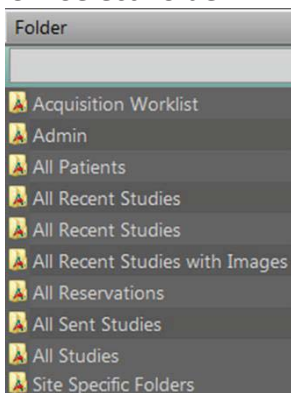 Folder
Acquisition Worklist
Admin
All Patients
All Recent Studies
All Recent Studies
All Recent Studies with Images
All Reservations
All Sent Studies
All Studies
Site Specific Folders